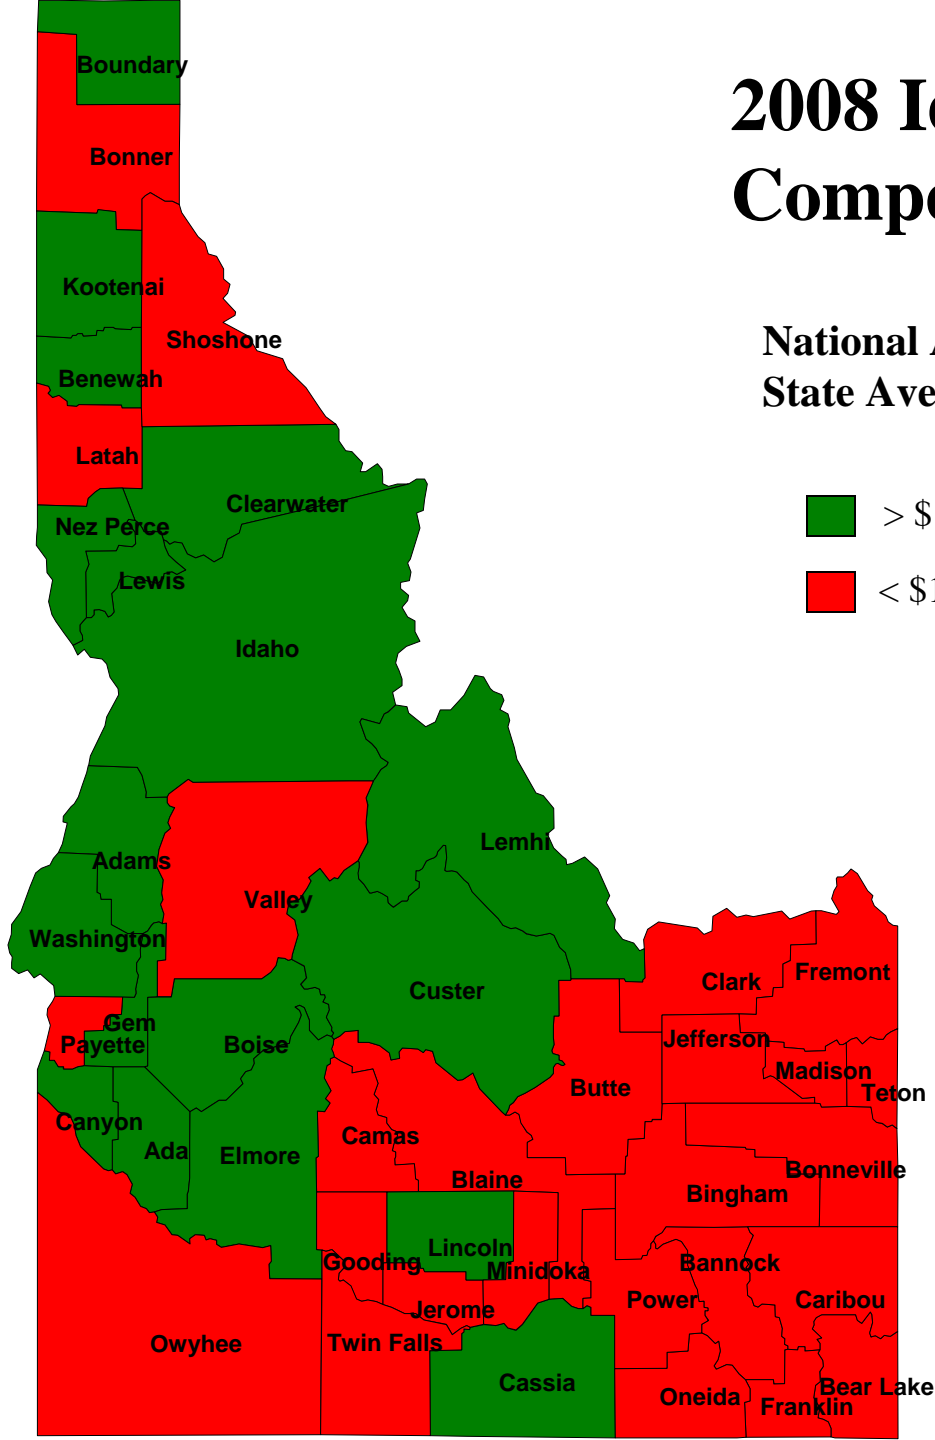 Boundary
2008 I
Bonner
Comp
Kootenai
National
Shoshone
Benewah
State Ave
Latah
Clearwater
> $
Nez Perce
Lewis
< $1
Idaho
Lemhi
Adams
Valley
Washington
Fremont
Clark
Custer
Gem
Jefferson
Payette
Boise
Madison
Butte
Teton
Canyon
Camas
Ada
Elmore
Bonneville
Blaine
Bingham
Lincoln
Gooding
Bannock
Minidoka
Power
Caribou
Jerome
Twin Falls
Owyhee
Cassia
Bear Lake
Oneida
Franklin